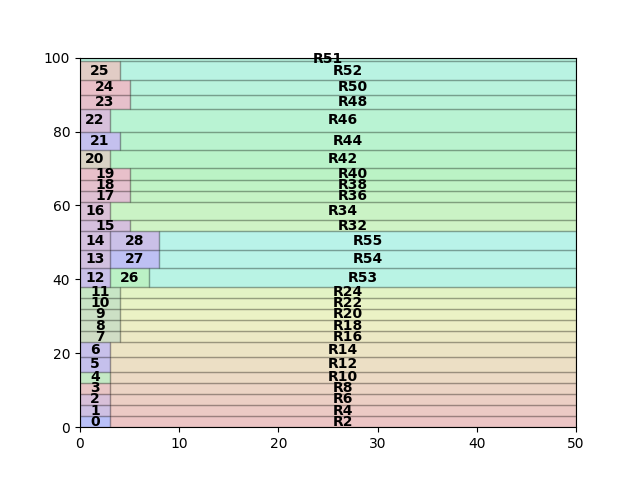 100
R51
25 R52
24 R50
23 R48
22 R46
80
21 R44
20 R42
19 R40
18 R38
17 R36
60
16 R34
15 R32
14 28 R55
13 27 R54
40
12 26 R53
11 R24
10 R22
9 R20
8 R18
7 R16
20
6 R14
5 R12
4 R10
3 R8
2 R6
1 R4
0
0 R2
0 10 20 30 40 50